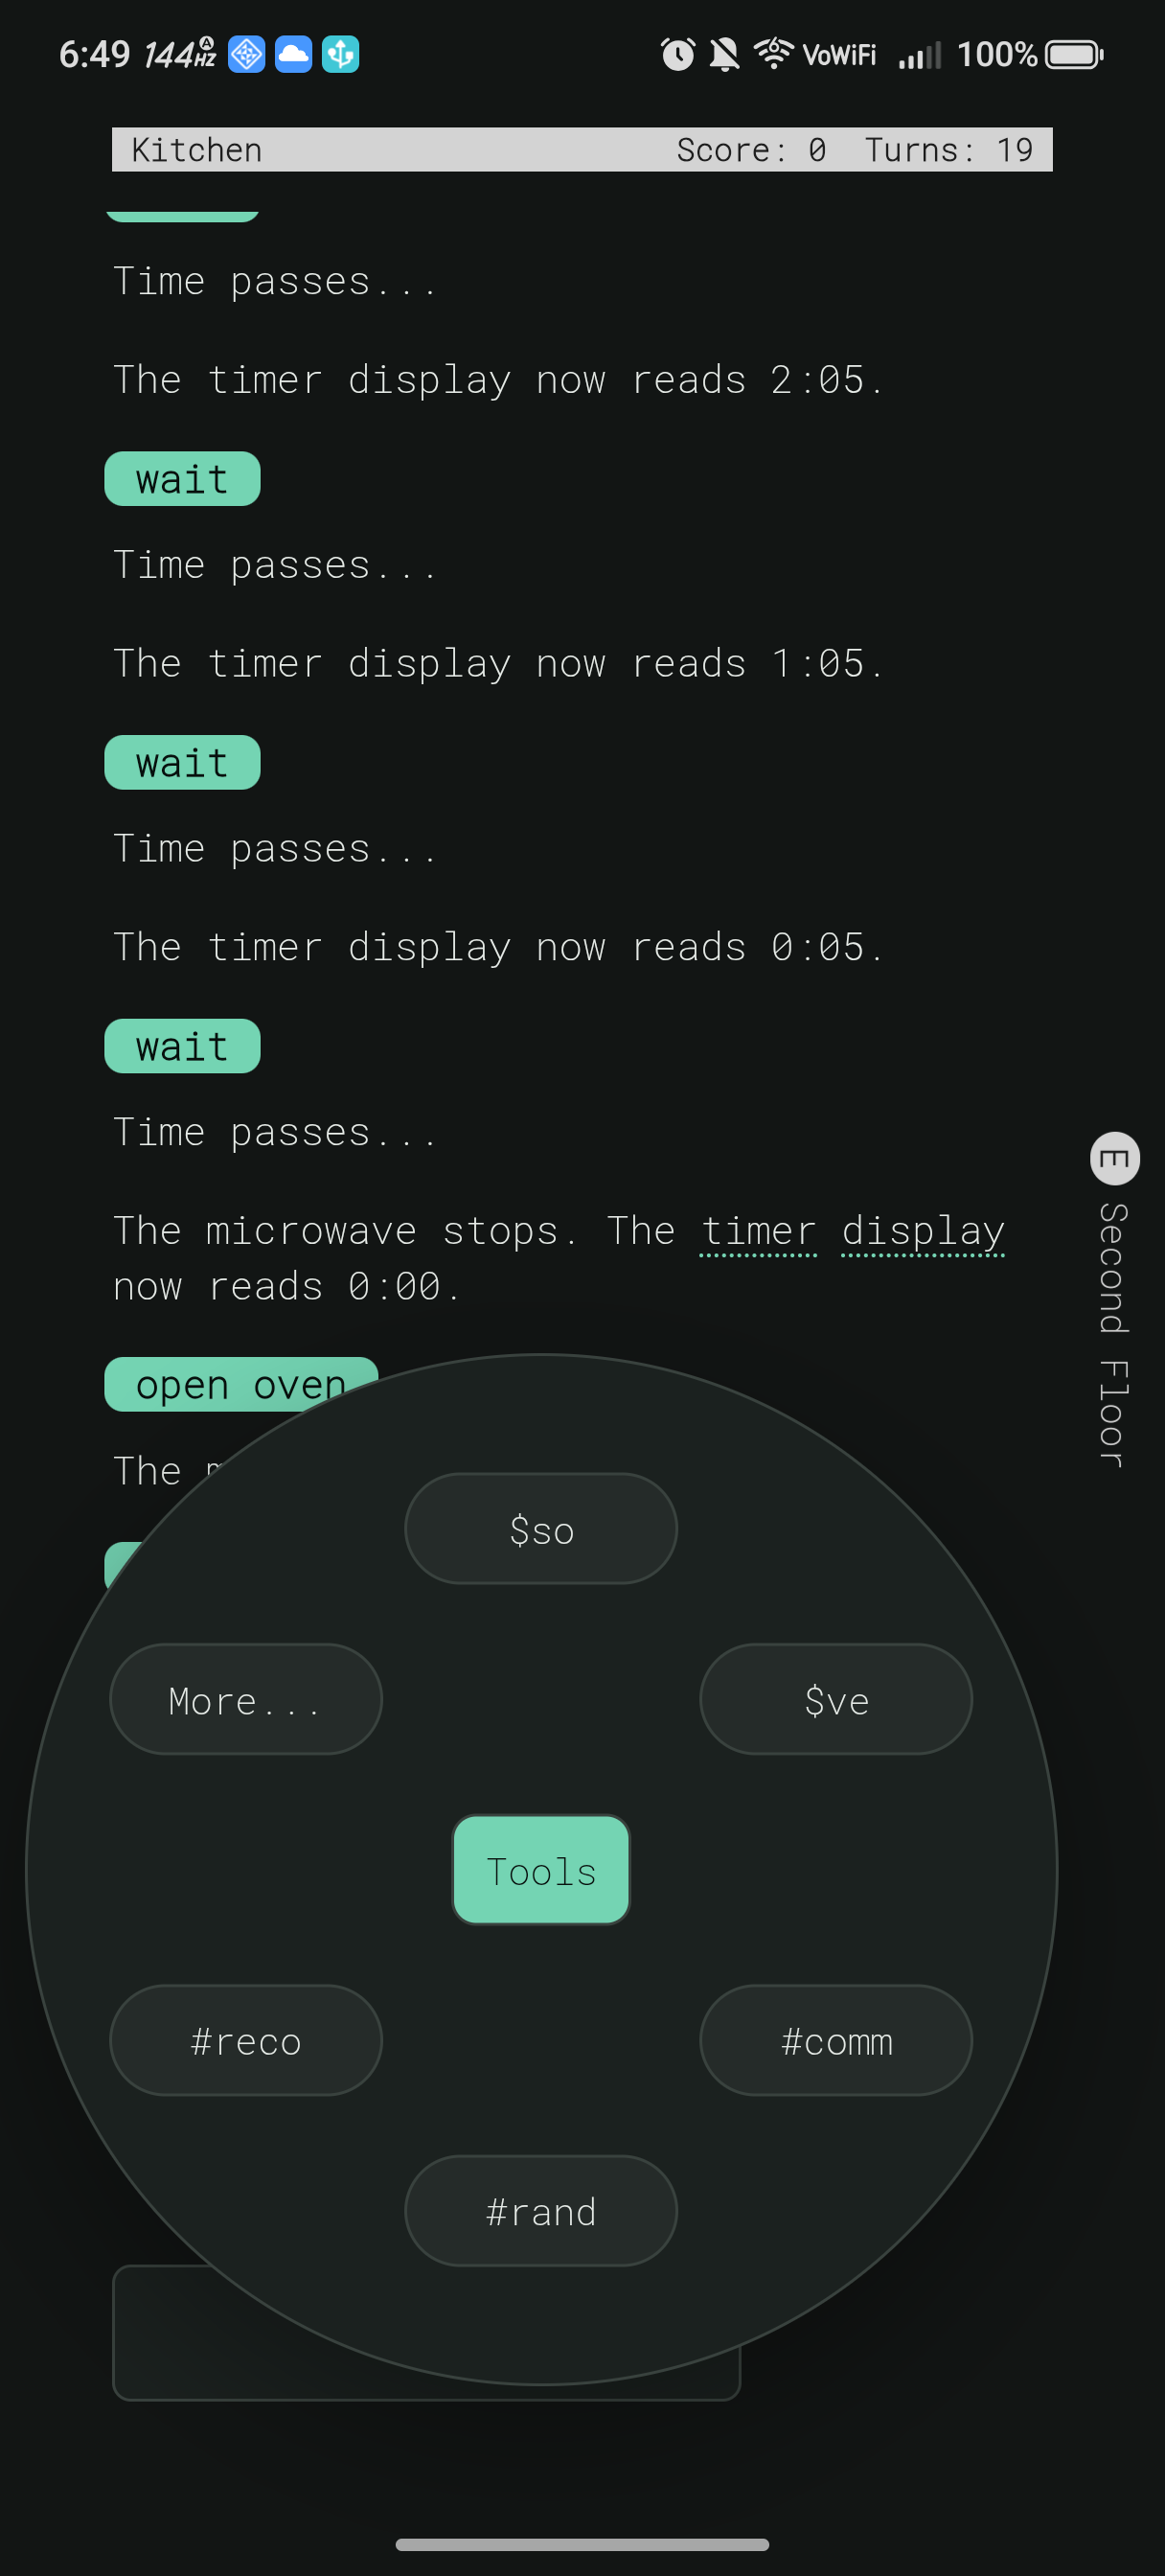 6:49 144HZ VoWiFi 100%
Kitchen Score: 0 Turns: 19
Time passes...
The timer display now reads 2:05.
wait
Time passes...
The timer display now reads 1:05.
wait
Time passes...
The timer display now reads 0:05.
wait
Time passes...
The microwave stops. The timer display
now reads 0:00.
E Second Floor
open oven
The
$so
More...
$ve
Tools
#reco
#comm
#rand